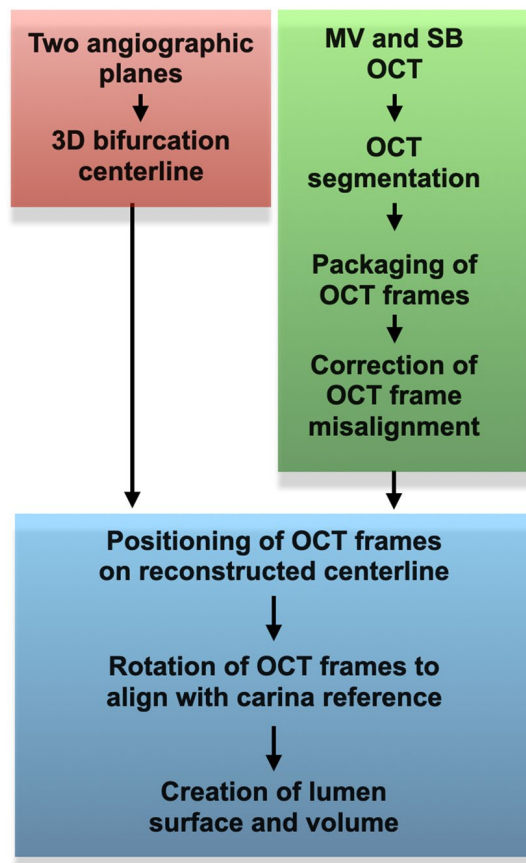 Two angiographic
planes
3D bifurcation
centerline
MV and SB
OCT
OCT
segmentation
Packaging of
OCT frames
Correction of
OCT frame
misalignment
Positioning of OCT frames
on reconstructed centerline
Rotation of OCT frames to
align with carina reference
Creation of lumen
surface and volume